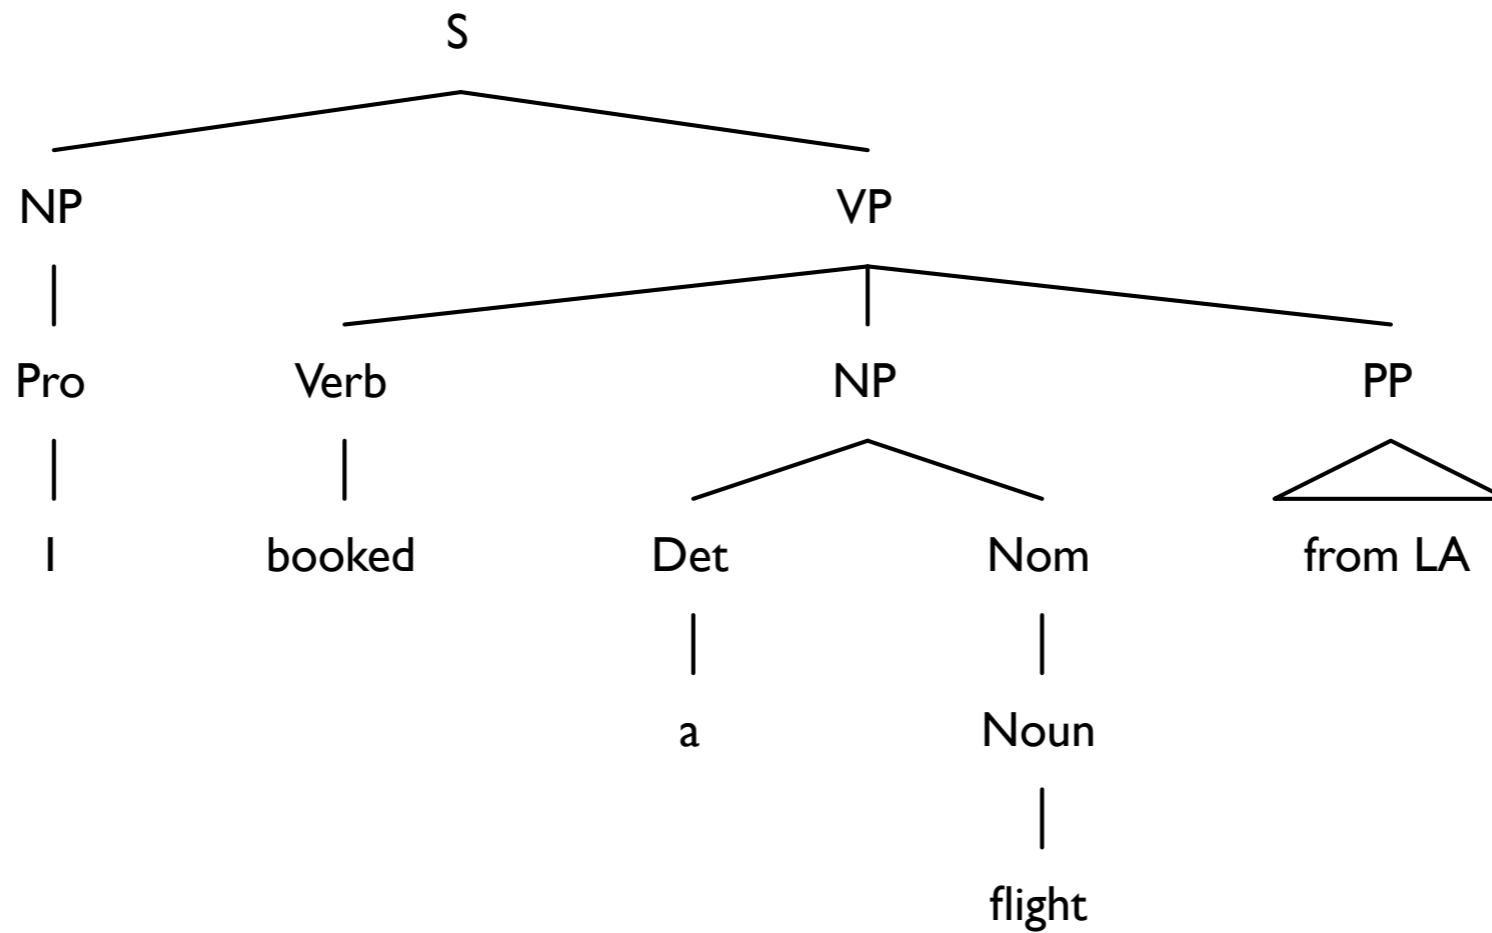 S
NP VP
Pro Verb NP PP
I booked Det Nom from LA
a Noun
flight